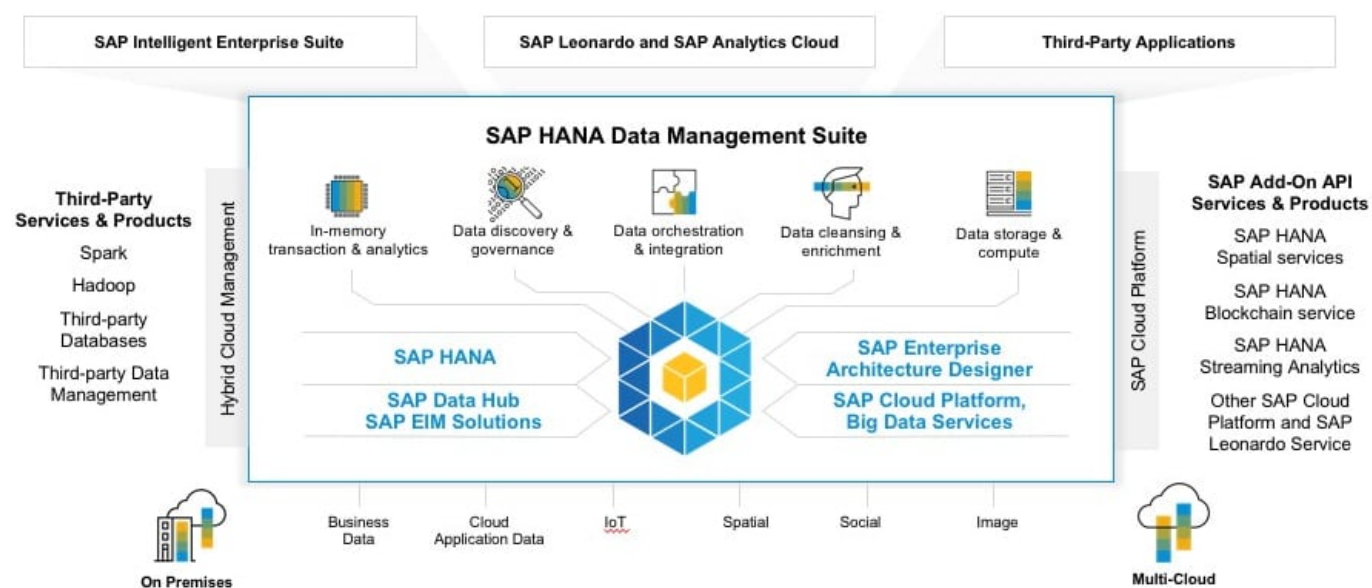 SAP Intelligent Enterprise Suite
SAP Leonardo and SAP Analytics Cloud
Third-Party Applications
SAP HANA Data Management Suite
In-memory
transaction & analytics
Data discovery &
governance
Data orchestration
& integration
Data cleansing &
enrichment
Data storage &
compute
Third-Party
Services & Products
Spark
Hadoop
Third-party
Databases
Third-party Data
Management
Hybrid Cloud Management
SAP HANA
SAP Data Hub
SAP EIM Solutions
SAP Enterprise
Architecture Designer
SAP Cloud Platform,
Big Data Services
SAP Cloud Platform
SAP Add-On API
Services & Products
SAP HANA
Spatial services
SAP HANA
Blockchain service
SAP HANA
Streaming Analytics
Other SAP Cloud
Platform and SAP
Leonardo Service
On Premises
Business
Data
Cloud
Application Data
IoT
Spatial
Social
Image
Multi-Cloud